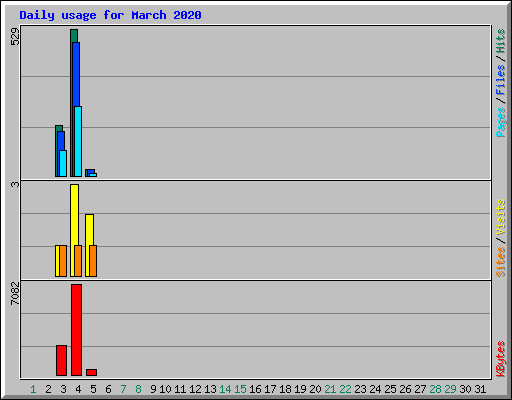 Daily usage for March 2020
529
3
7082
Pages / Files / Hits
Sites / Visits
KBytes
1 2 3 4 5 6 7 8 9 10 11 12 13 14 15 16 17 18 19 20 21 22 23 24 25 26 27 28 29 30 31